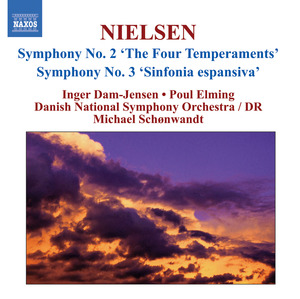 NAXOS
NIELSEN
Symphony No. 2 ‘The Four Temperaments’
Symphony No. 3 ‘Sinfonia espansiva’
Inger Dam-Jensen • Poul Elming
Danish National Symphony Orchestra / DR
Michael Schønwandt